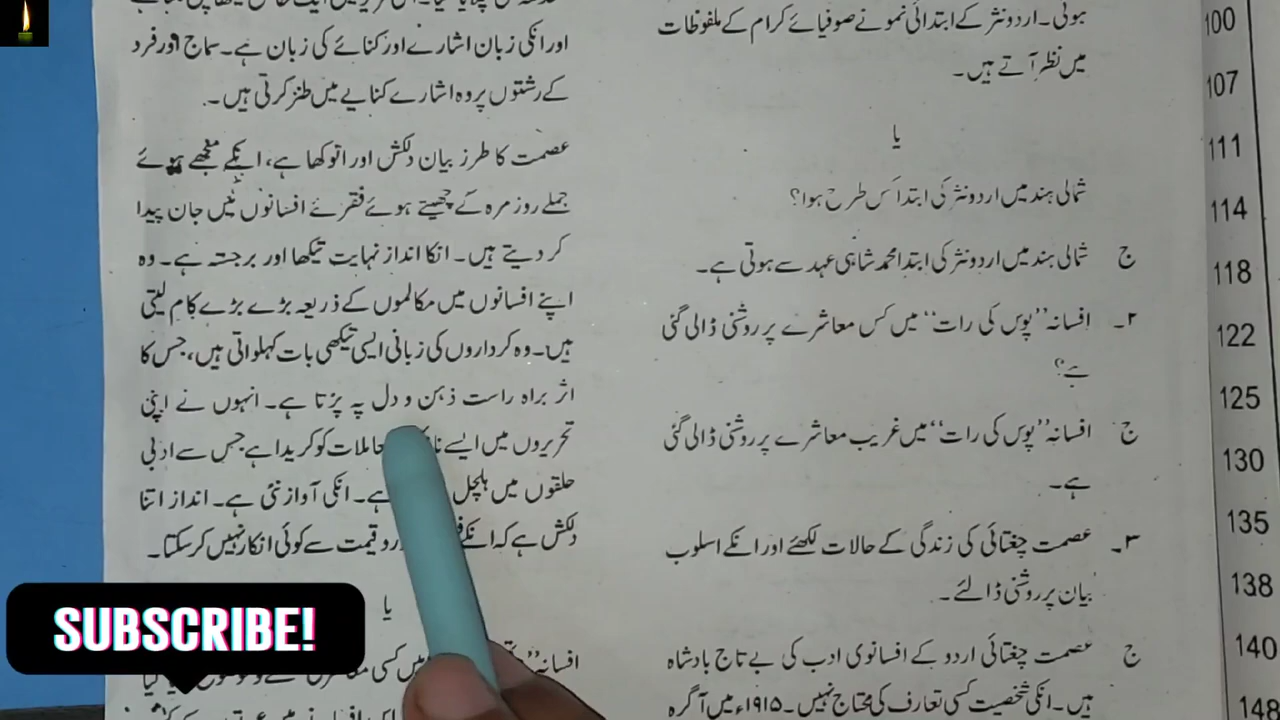 ہوئی۔ اردو نثر کے ابتدائی نمونے صوفیائے کرام کے ملفوظات
میں نظر آتے ہیں۔
یا
شمالی ہند میں اردو نثر کی ابتدا کس طرح ہوا؟
ج شمالی ہند میں اردو نثر کی ابتدا محمد شاہی عہد سے ہوتی ہے۔
۲۔ افسانہ ”پوس کی رات“ میں کس معاشرے پر روشنی ڈالی گئی
ہے؟
ج افسانہ ”پوس کی رات“ میں غریب معاشرے پر روشنی ڈالی گئی
ہے۔
۳۔ عصمت چغتائی کی زندگی کے حالات لکھئے اور انکے اسلوب
بیان پر روشنی ڈالئے۔
ج عصمت چغتائی اردو کے افسانوی ادب کی بے تاج بادشاہ
ہیں۔ انکی شخصیت کسی تعارف کی محتاج نہیں۔ ۱۹۱۵ء میں آگرہ
اور انکی زبان اشارے اور کنائے کی زبان ہے۔ سماج اور فرد
کے رشتوں پر وہ اشارے کنایے میں طنز کرتی ہیں۔
عصمت کا طرز بیان دلکش اور انوکھا ہے، انکے منجھے ہوئے
جملے روز مرہ کے چھپتے ہوئے فقرے افسانوں میں جان پیدا
کر دیتے ہیں۔ انکا انداز نہایت تیکھا اور برجستہ ہے۔ وہ
اپنے افسانوں میں مکالموں کے ذریعہ بڑے بڑے کام لیتی
ہیں۔ وہ کرداروں کی زبانی ایسی تیکھی بات کہلواتی ہیں، جس کا
اثر براہ راست ذہن و دل پہ پڑتا ہے۔ انہوں نے اپنی
تحریروں میں ایسے کو کریدا ہے جس سے ادبی
حلقوں میں ہلچل ہے۔ انکی آواز نئی ہے۔ انداز اتنا
دلکش ہے کہ انکے قیمت سے کوئی انکار نہیں کر سکتا۔
یا
افسانہ میں کسی
100
107
111
114
118
122
125
130
135
138
140
148
SUBSCRIBE!